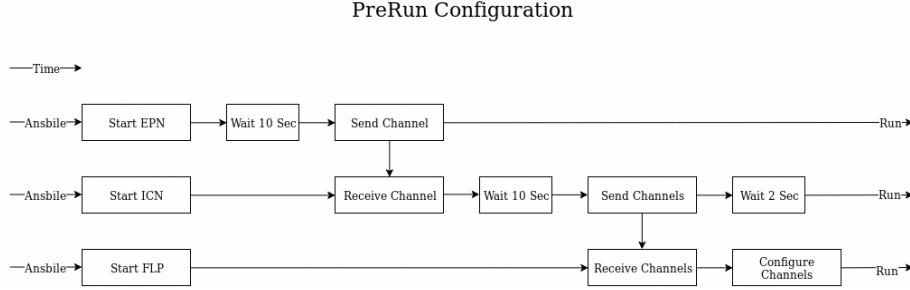 PreRun Configuration
Time
Ansbile Start EPN Wait 10 Sec Send Channel Run
Ansbile Start ICN Receive Channel Wait 10 Sec Send Channels Wait 2 Sec Run
Ansbile Start FLP Receive Channels Configure Channels Run